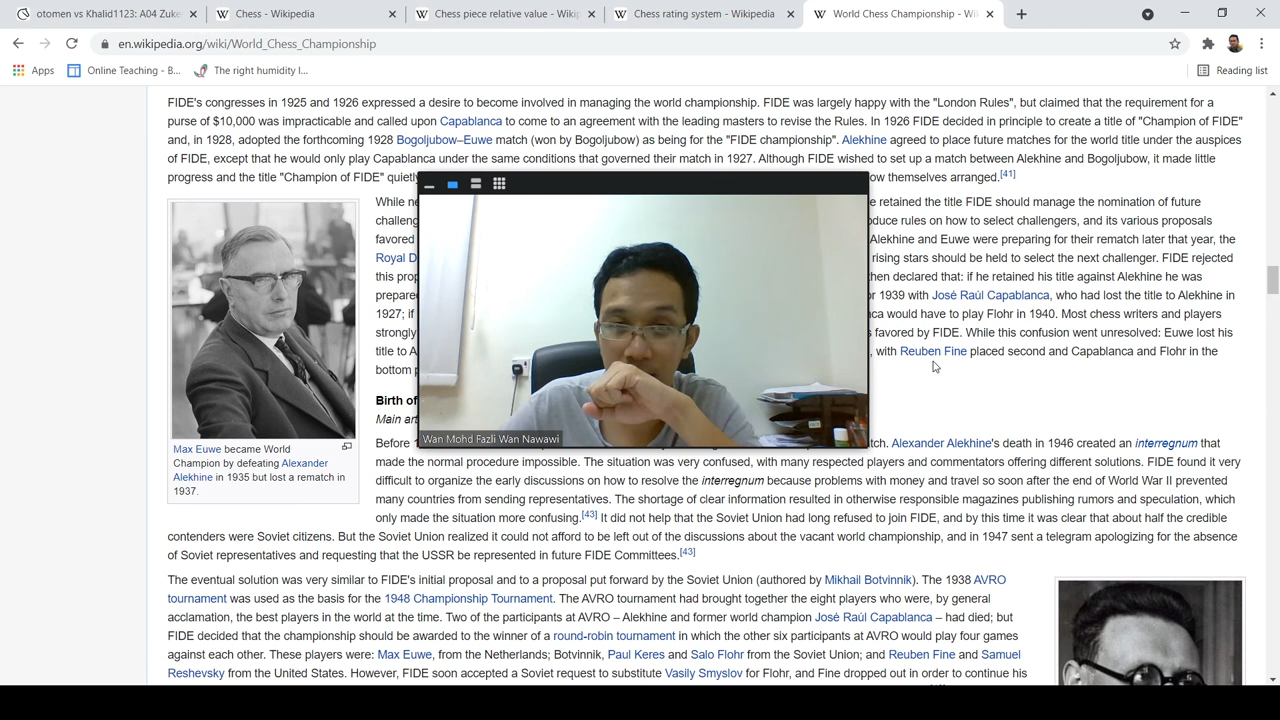 otomen vs Khalid1123: A04 Zuke
Chess - Wikipedia
Chess piece relative value - Wikip
Chess rating system - Wikipedia
World Chess Championship - Wi
en.wikipedia.org/wiki/World_Chess_Championship
Apps
Online Teaching - B...
The right humidity l...
Reading list
FIDE's congresses in 1925 and 1926 expressed a desire to become involved in managing the world championship. FIDE was largely happy with the "London Rules", but claimed that the requirement for a
purse of $10,000 was impracticable and called upon Capablanca to come to an agreement with the leading masters to revise the Rules. In 1926 FIDE decided in principle to create a title of "Champion of FIDE"
and, in 1928, adopted the forthcoming 1928 Bogoljubow–Euwe match (won by Bogoljubow) as being for the "FIDE championship". Alekhine agreed to place future matches for the world title under the auspices
of FIDE, except that he would only play Capablanca under the same conditions that governed their match in 1927. Although FIDE wished to set up a match between Alekhine and Bogoljubow, it made little
progress and the title "Champion of FIDE" quietl
ow themselves arranged.[41]
While ne
e retained the title FIDE should manage the nomination of future
challeng
oduce rules on how to select challengers, and its various proposals
favored
Alekhine and Euwe were preparing for their rematch later that year, the
Royal D
rising stars should be held to select the next challenger. FIDE rejected
this prop
hen declared that: if he retained his title against Alekhine he was
prepare
or 1939 with José Raúl Capablanca, who had lost the title to Alekhine in
1927; if
nca would have to play Flohr in 1940. Most chess writers and players
strongly
s favored by FIDE. While this confusion went unresolved: Euwe lost his
title to A
, with Reuben Fine placed second and Capablanca and Flohr in the
bottom p
Max Euwe became World
Champion by defeating Alexander
Alekhine in 1935 but lost a rematch in
1937.
Wan Mohd Fazli Wan Nawawi
Birth of
Main art
Before 1
tch. Alexander Alekhine's death in 1946 created an interregnum that
made the normal procedure impossible. The situation was very confused, with many respected players and commentators offering different solutions. FIDE found it very
difficult to organize the early discussions on how to resolve the interregnum because problems with money and travel so soon after the end of World War II prevented
many countries from sending representatives. The shortage of clear information resulted in otherwise responsible magazines publishing rumors and speculation, which
only made the situation more confusing.[43] It did not help that the Soviet Union had long refused to join FIDE, and by this time it was clear that about half the credible
contenders were Soviet citizens. But the Soviet Union realized it could not afford to be left out of the discussions about the vacant world championship, and in 1947 sent a telegram apologizing for the absence
of Soviet representatives and requesting that the USSR be represented in future FIDE Committees.[43]
The eventual solution was very similar to FIDE's initial proposal and to a proposal put forward by the Soviet Union (authored by Mikhail Botvinnik). The 1938 AVRO
tournament was used as the basis for the 1948 Championship Tournament. The AVRO tournament had brought together the eight players who were, by general
acclamation, the best players in the world at the time. Two of the participants at AVRO – Alekhine and former world champion José Raúl Capablanca – had died; but
FIDE decided that the championship should be awarded to the winner of a round-robin tournament in which the other six participants at AVRO would play four games
against each other. These players were: Max Euwe, from the Netherlands; Botvinnik, Paul Keres and Salo Flohr from the Soviet Union; and Reuben Fine and Samuel
Reshevsky from the United States. However, FIDE soon accepted a Soviet request to substitute Vasily Smyslov for Flohr, and Fine dropped out in order to continue his